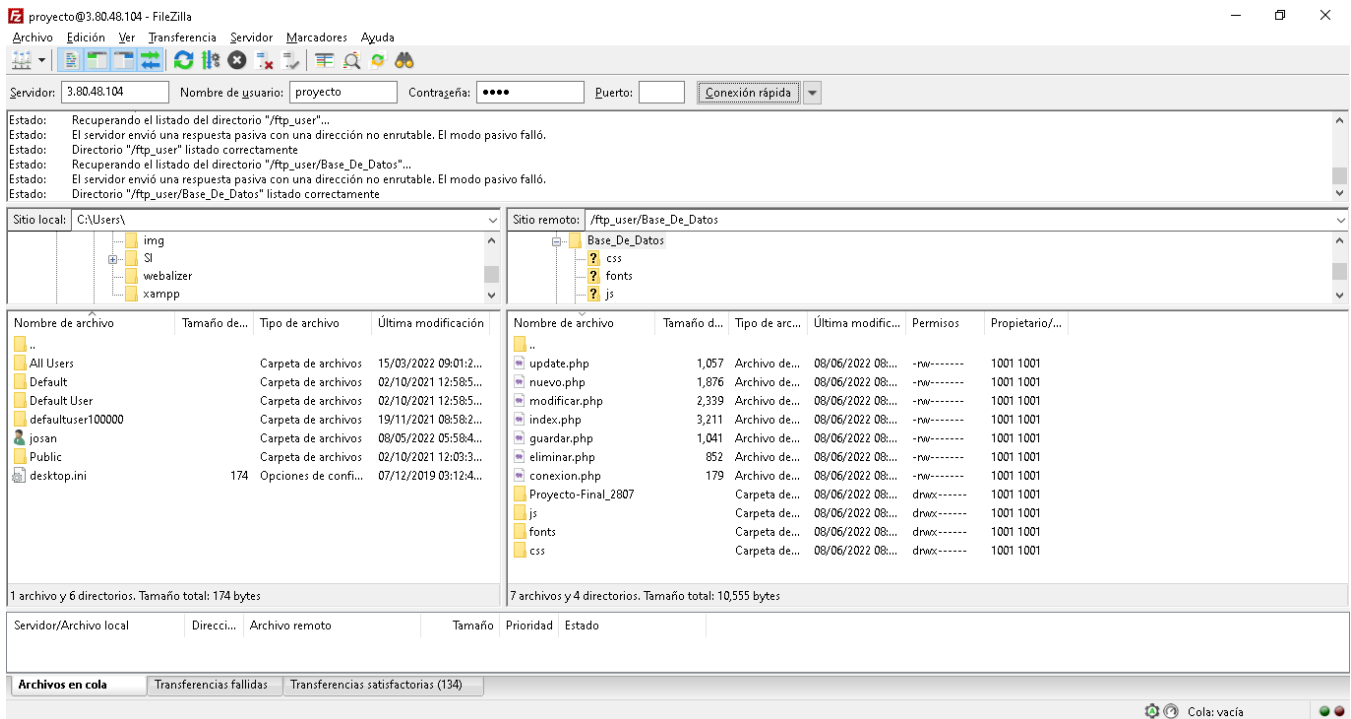 proyecto@3.80.48.104 - FileZilla
Archivo Edición Ver Transferencia Servidor Marcadores Ayuda
Servidor: 3.80.48.104 Nombre de usuario: proyecto Contraseña: •••• Puerto: Conexión rápida
Estado: Recuperando el listado del directorio "/ftp_user"...
Estado: El servidor envió una respuesta pasiva con una dirección no enrutable. El modo pasivo falló.
Estado: Directorio "/ftp_user" listado correctamente
Estado: Recuperando el listado del directorio "/ftp_user/Base_De_Datos"...
Estado: El servidor envió una respuesta pasiva con una dirección no enrutable. El modo pasivo falló.
Estado: Directorio "/ftp_user/Base_De_Datos" listado correctamente
Sitio local: C:\Users\
img
SI
webalizer
xampp
Nombre de archivo Tamaño de... Tipo de archivo Última modificación
..
All Users Carpeta de archivos 15/03/2022 09:01:2...
Default Carpeta de archivos 02/10/2021 12:58:5...
Default User Carpeta de archivos 02/10/2021 12:58:5...
defaultuser100000 Carpeta de archivos 19/11/2021 08:58:2...
josan Carpeta de archivos 08/05/2022 05:58:4...
Public Carpeta de archivos 02/10/2021 12:03:3...
desktop.ini 174 Opciones de confi... 07/12/2019 03:12:4...
1 archivo y 6 directorios. Tamaño total: 174 bytes
Sitio remoto: /ftp_user/Base_De_Datos
Base_De_Datos
? css
? fonts
? js
Nombre de archivo Tamaño d... Tipo de arc... Última modific... Permisos Propietario/...
..
update.php 1,057 Archivo de... 08/06/2022 08:... -rw------- 1001 1001
nuevo.php 1,876 Archivo de... 08/06/2022 08:... -rw------- 1001 1001
modificar.php 2,339 Archivo de... 08/06/2022 08:... -rw------- 1001 1001
index.php 3,211 Archivo de... 08/06/2022 08:... -rw------- 1001 1001
guardar.php 1,041 Archivo de... 08/06/2022 08:... -rw------- 1001 1001
eliminar.php 852 Archivo de... 08/06/2022 08:... -rw------- 1001 1001
conexion.php 179 Archivo de... 08/06/2022 08:... -rw------- 1001 1001
Proyecto-Final_2807 Carpeta de... 08/06/2022 08:... drwx------ 1001 1001
js Carpeta de... 08/06/2022 08:... drwx------ 1001 1001
fonts Carpeta de... 08/06/2022 08:... drwx------ 1001 1001
css Carpeta de... 08/06/2022 08:... drwx------ 1001 1001
7 archivos y 4 directorios. Tamaño total: 10,555 bytes
Servidor/Archivo local Direcci... Archivo remoto Tamaño Prioridad Estado
Archivos en cola Transferencias fallidas Transferencias satisfactorias (134)
Cola: vacía